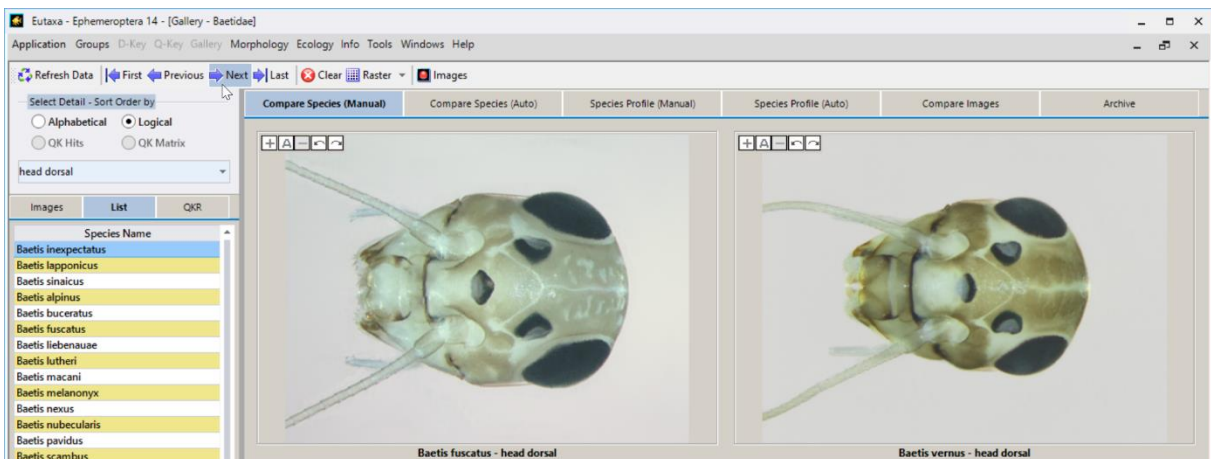 Eutaxa - Ephemeroptera 14 - [Gallery - Baetidae]
Application Groups D-Key Q-Key Gallery Morphology Ecology Info Tools Windows Help
Refresh Data First Previous Next Last Clear Raster Images
Select Detail - Sort Order by
Alphabetical Logical
QK Hits QK Matrix
head dorsal
Images List QKR
Species Name
Baetis inexpectatus
Baetis lapponicus
Baetis sinaicus
Baetis alpinus
Baetis buceratus
Baetis fuscatus
Baetis liebenauae
Baetis lutheri
Baetis macani
Baetis melanonyx
Baetis nexus
Baetis nubecularis
Baetis pavidus
Baetis scambus
Compare Species (Manual) Compare Species (Auto) Species Profile (Manual) Species Profile (Auto) Compare Images Archive
A
A
Baetis fuscatus - head dorsal
Baetis vernus - head dorsal